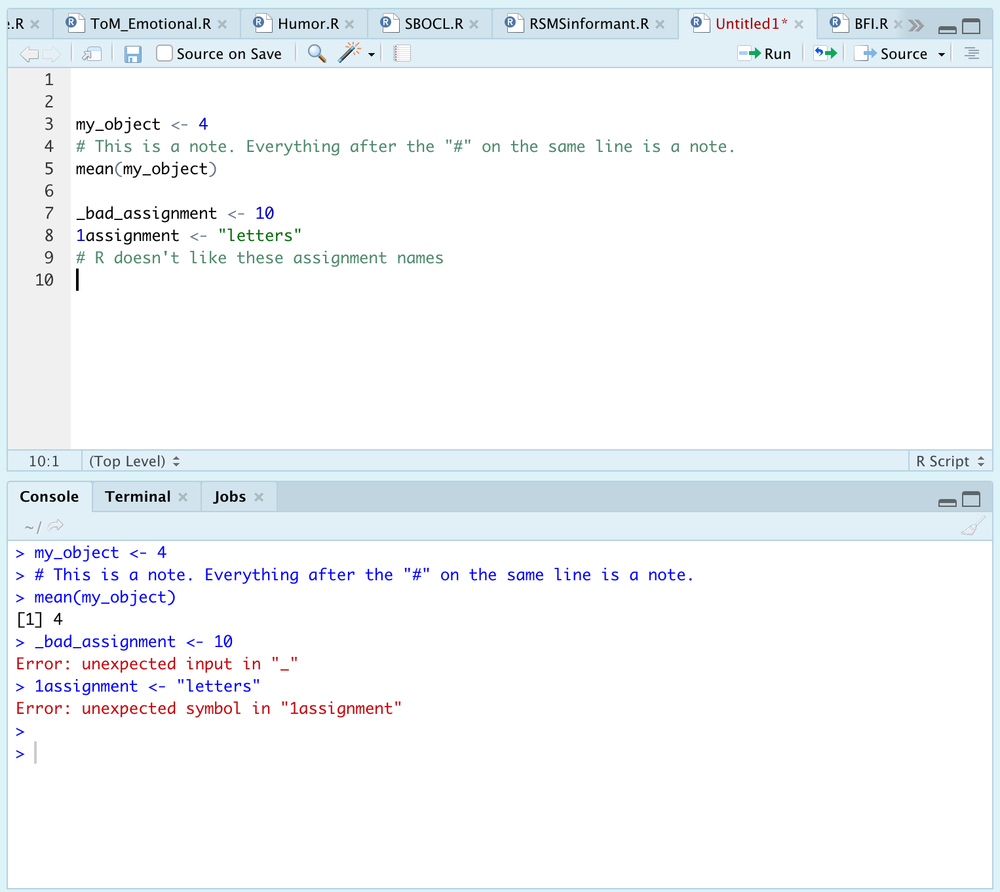 e.R ToM_Emotional.R Humor.R SBOCL.R RSMSinformant.R Untitled1* BFI.R
Source on Save Run Source
1
2
3 my_object <- 4
4 # This is a note. Everything after the "#" on the same line is a note.
5 mean(my_object)
6
7 _bad_assignment <- 10
8 1assignment <- "letters"
9 # R doesn't like these assignment names
10
10:1 (Top Level) R Script
Console Terminal Jobs
~/
> my_object <- 4
> # This is a note. Everything after the "#" on the same line is a note.
> mean(my_object)
[1] 4
> _bad_assignment <- 10
Error: unexpected input in "_"
> 1assignment <- "letters"
Error: unexpected symbol in "1assignment"
>
>